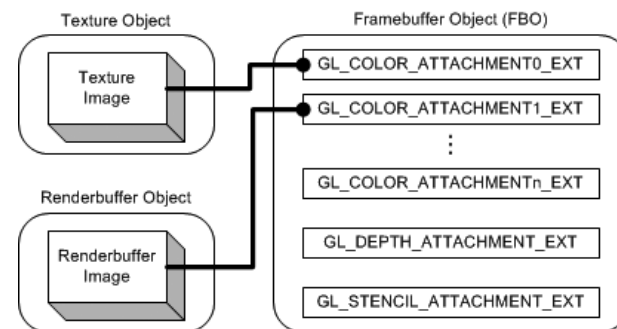 Texture Object
Texture
Image
Renderbuffer Object
Renderbuffer
Image
Framebuffer Object (FBO)
GL_COLOR_ATTACHMENT0_EXT
GL_COLOR_ATTACHMENT1_EXT
⋮
GL_COLOR_ATTACHMENTn_EXT
GL_DEPTH_ATTACHMENT_EXT
GL_STENCIL_ATTACHMENT_EXT